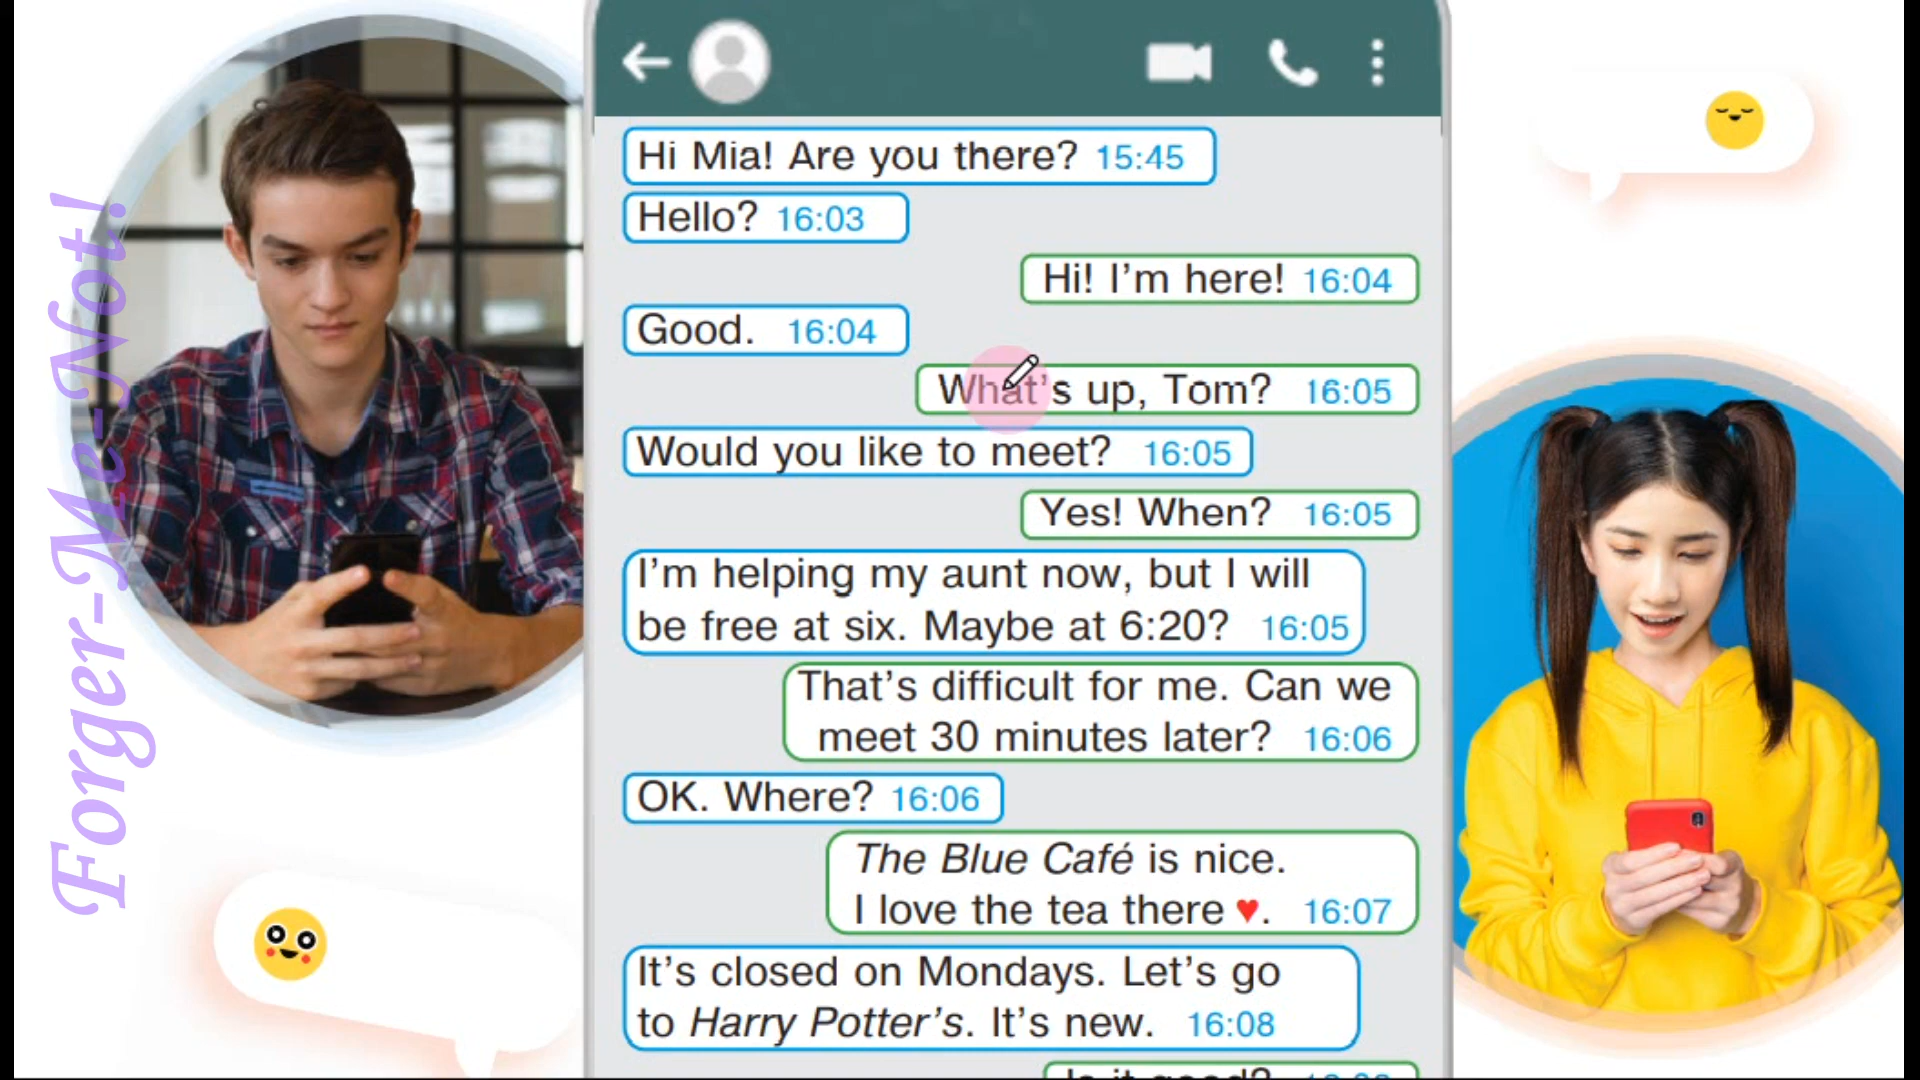 Hi Mia! Are you there? 15:45
Hello? 16:03
Hi! I'm here! 16:04
Good. 16:04
What's up, Tom? 16:05
Would you like to meet? 16:05
Yes! When? 16:05
I'm helping my aunt now, but I will
be free at six. Maybe at 6:20? 16:05
That's difficult for me. Can we
meet 30 minutes later? 16:06
OK. Where? 16:06
The Blue Café is nice.
I love the tea there ♥. 16:07
It's closed on Mondays. Let's go
to Harry Potter's. It's new. 16:08
Is it good?
Forger-Me-Not!